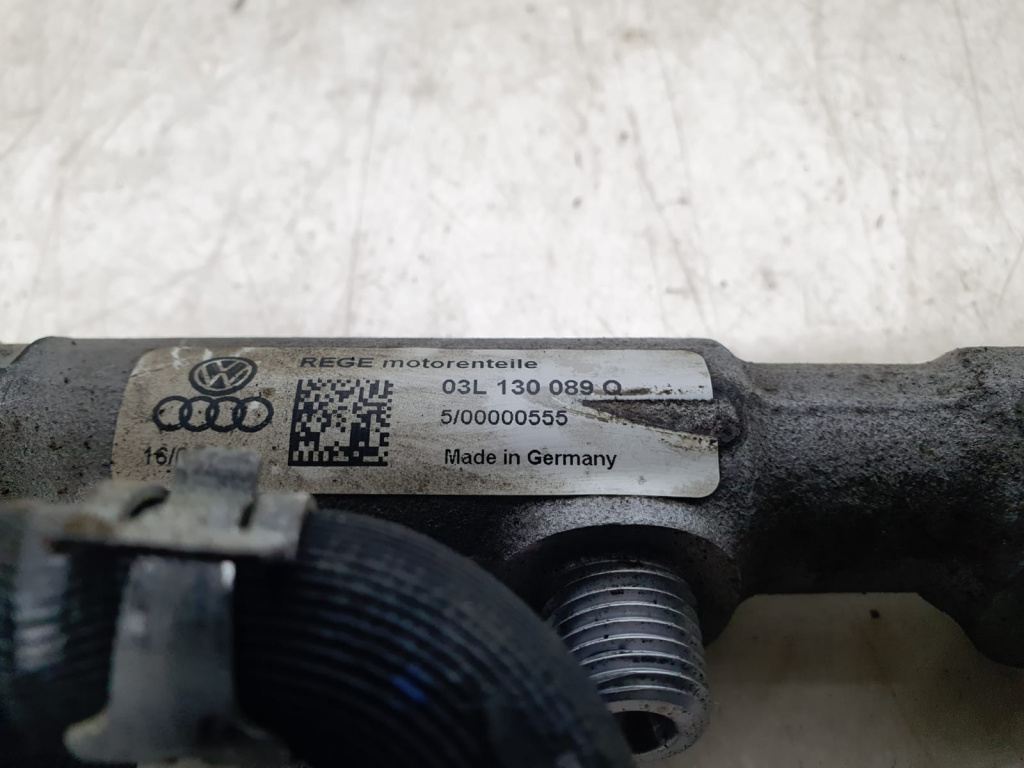 REGE motorenteile
03L 130 089 Q
5/00000555
Made in Germany